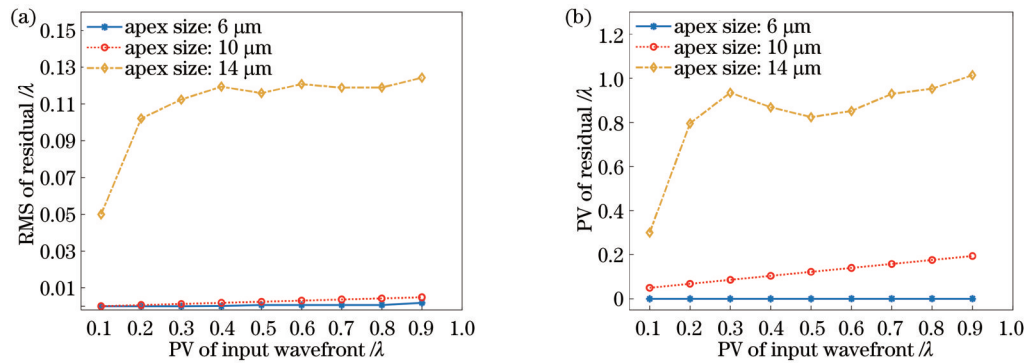 (a)
apex size: 6 μm
apex size: 10 μm
apex size: 14 μm
0.15
0.13
0.11
0.09
0.07
0.05
0.03
0.01
RMS of residual /λ
0.1 0.2 0.3 0.4 0.5 0.6 0.7 0.8 0.9 1.0
PV of input wavefront /λ
(b)
apex size: 6 μm
apex size: 10 μm
apex size: 14 μm
1.2
1.0
0.8
0.6
0.4
0.2
0
PV of residual /λ
0.1 0.2 0.3 0.4 0.5 0.6 0.7 0.8 0.9 1.0
PV of input wavefront /λ